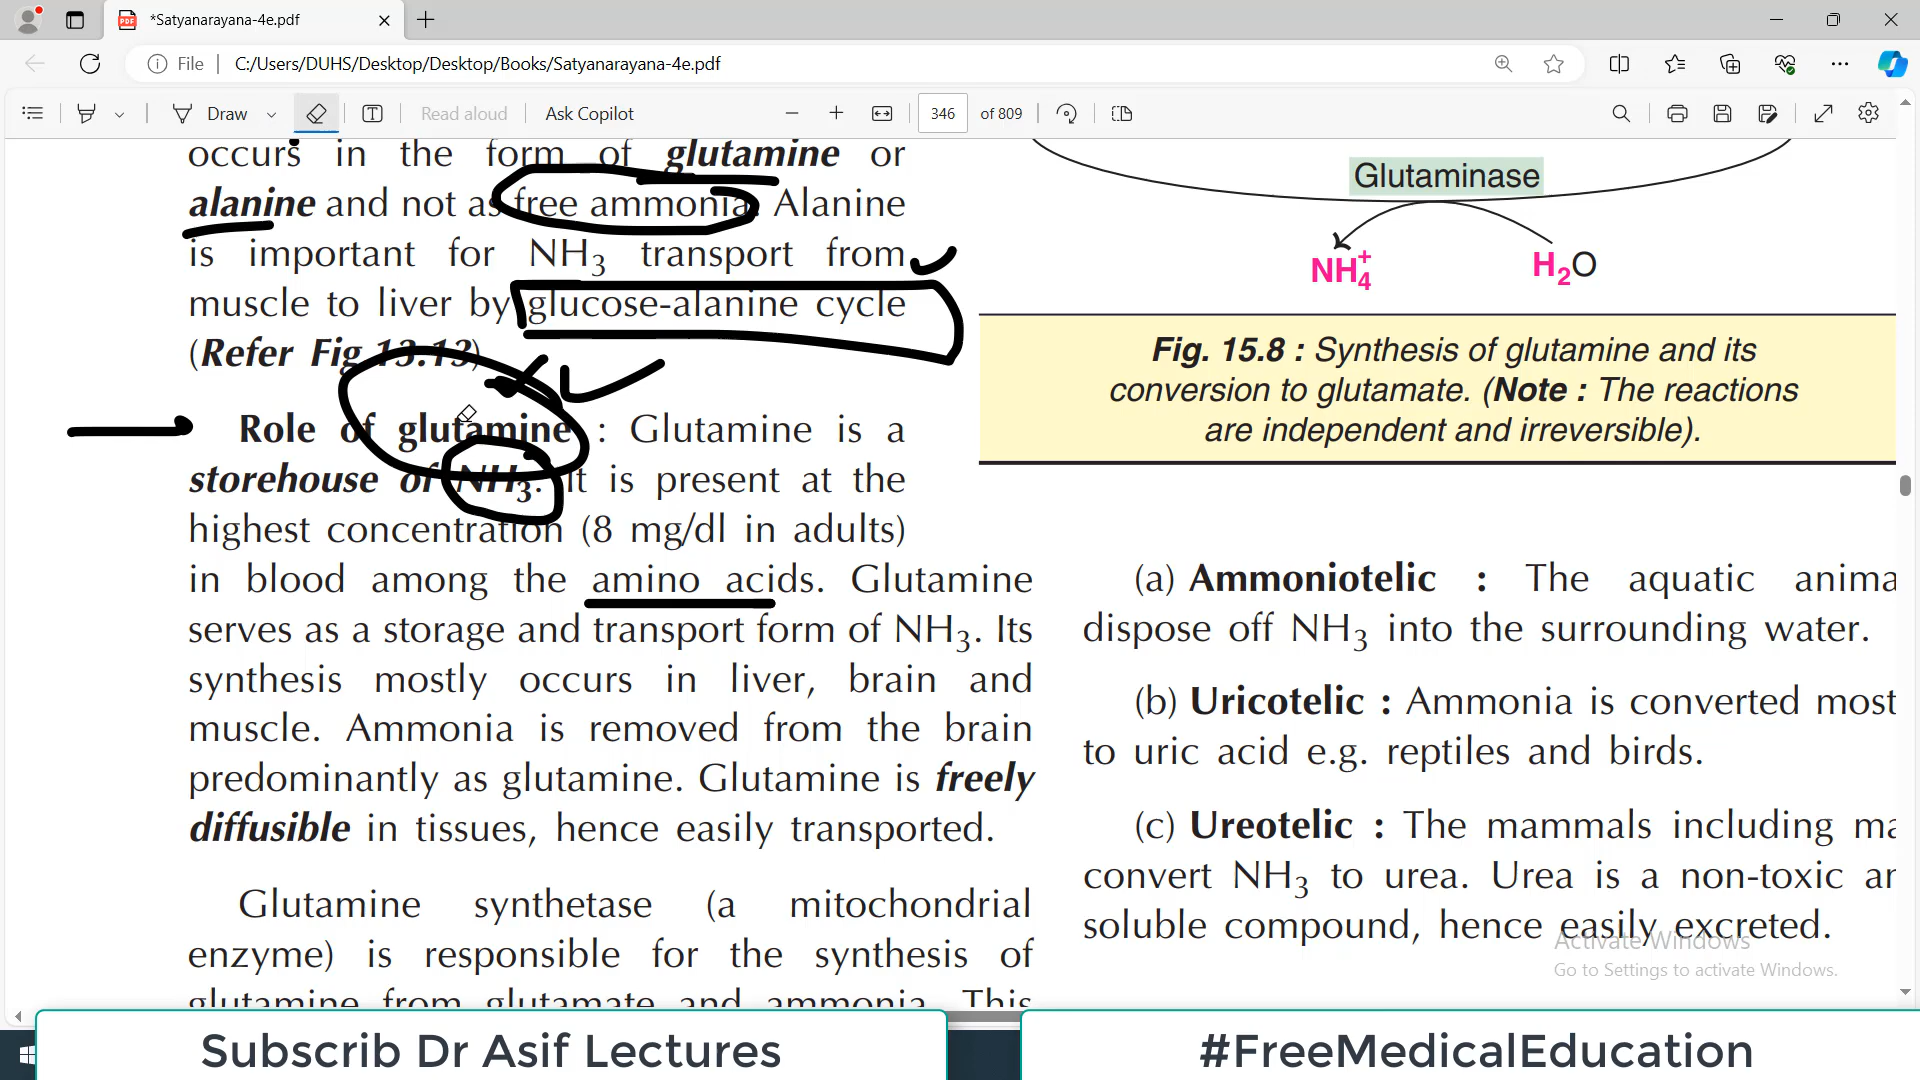 *Satyanarayana-4e.pdf
File
C:/Users/DUHS/Desktop/Desktop/Books/Satyanarayana-4e.pdf
Draw
Read aloud
Ask Copilot
346 of 809
occurs in the form of glutamine or
alanine and not as free ammonia. Alanine
is important for NH3 transport from
muscle to liver by glucose-alanine cycle
(Refer Fig 13.13)
Role of glutamine : Glutamine is a
storehouse of NH3. It is present at the
highest concentration (8 mg/dl in adults)
in blood among the amino acids. Glutamine
serves as a storage and transport form of NH3. Its
synthesis mostly occurs in liver, brain and
muscle. Ammonia is removed from the brain
predominantly as glutamine. Glutamine is freely
diffusible in tissues, hence easily transported.
Glutamine synthetase (a mitochondrial
enzyme) is responsible for the synthesis of
glutamine from glutamate and ammonia. This
Glutaminase
NH4+
H2O
Fig. 15.8 : Synthesis of glutamine and its
conversion to glutamate. (Note : The reactions
are independent and irreversible).
(a) Ammoniotelic : The aquatic anima
dispose off NH3 into the surrounding water.
(b) Uricotelic : Ammonia is converted most
to uric acid e.g. reptiles and birds.
(c) Ureotelic : The mammals including ma
convert NH3 to urea. Urea is a non-toxic an
soluble compound, hence easily excreted.
Activate Windows
Go to Settings to activate Windows.
Subscrib Dr Asif Lectures
#FreeMedicalEducation